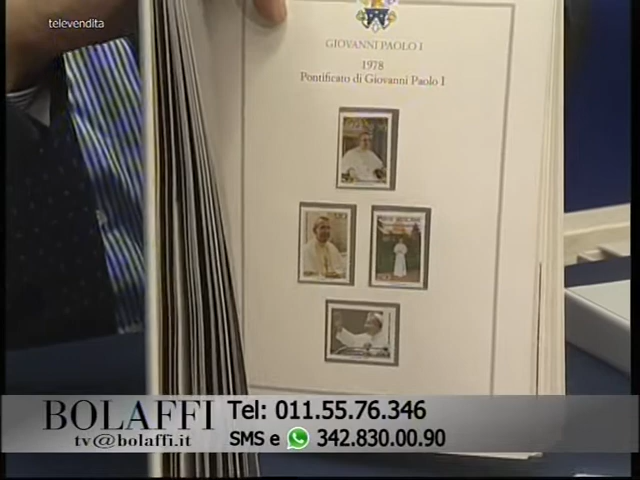 televendita
GIOVANNI PAOLO I
1978
Pontificato di Giovanni Paolo I
BOLAFFI
tv@bolaffi.it
Tel: 011.55.76.346
SMS e 342.830.00.90